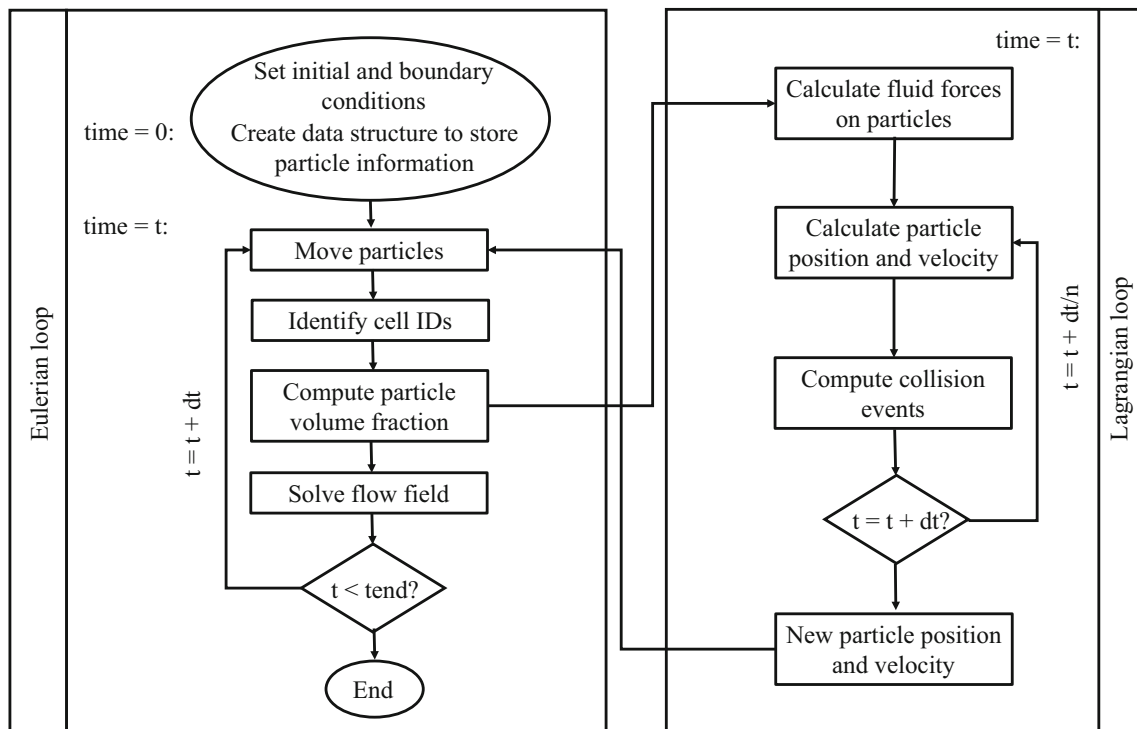 Eulerian loop
time = 0:
Set initial and boundary
conditions
Create data structure to store
particle information
time = t:
Move particles
Identify cell IDs
Compute particle
volume fraction
Solve flow field
t < tend?
End
t = t + dt
time = t:
Calculate fluid forces
on particles
Calculate particle
position and velocity
Compute collision
events
t = t + dt?
New particle position
and velocity
t = t + dt/n
Lagrangian loop